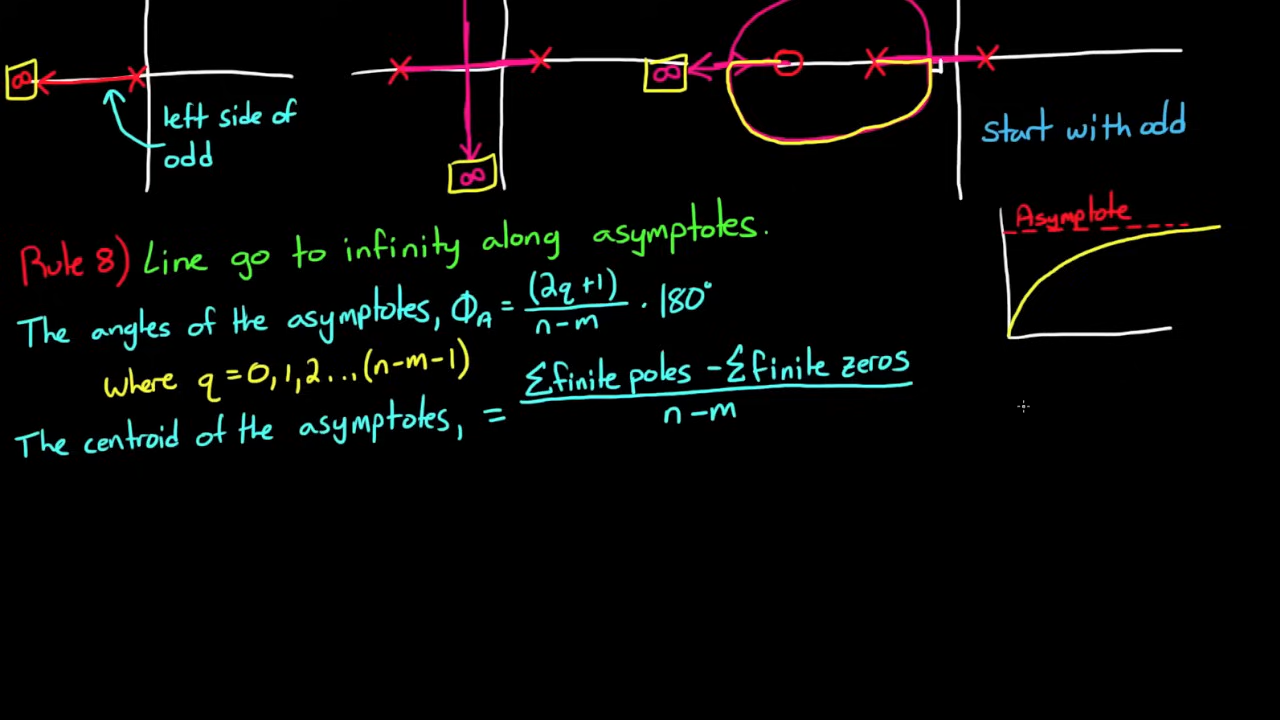 ∞
∞
left side of
odd
∞
start with odd
Asymptote
Rule 8) Line go to infinity along asymptotes.
The angles of the asymptotes, Φ_A = (2q+1)/(n-m) · 180°
where q = 0,1,2...(n-m-1)
The centroid of the asymptotes, = (Σfinite poles - Σfinite zeros)/(n-m)